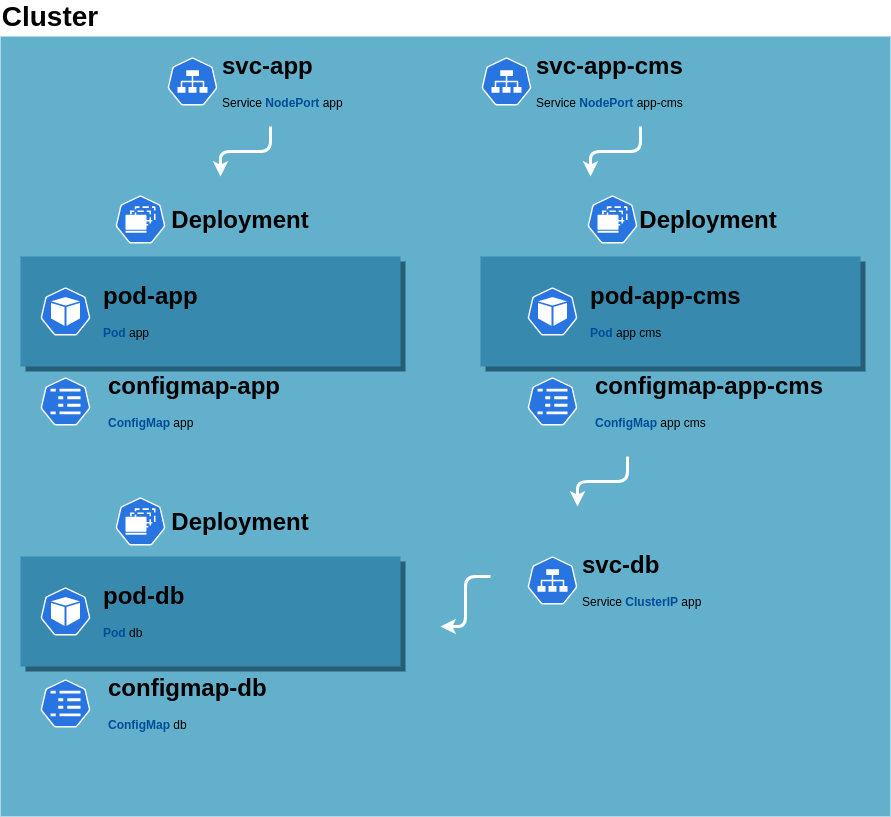 Cluster
svc-app
Service NodePort app
svc-app-cms
Service NodePort app-cms
Deployment
Deployment
pod-app
Pod app
pod-app-cms
Pod app cms
configmap-app
ConfigMap app
configmap-app-cms
ConfigMap app cms
Deployment
svc-db
Service ClusterIP app
pod-db
Pod db
configmap-db
ConfigMap db